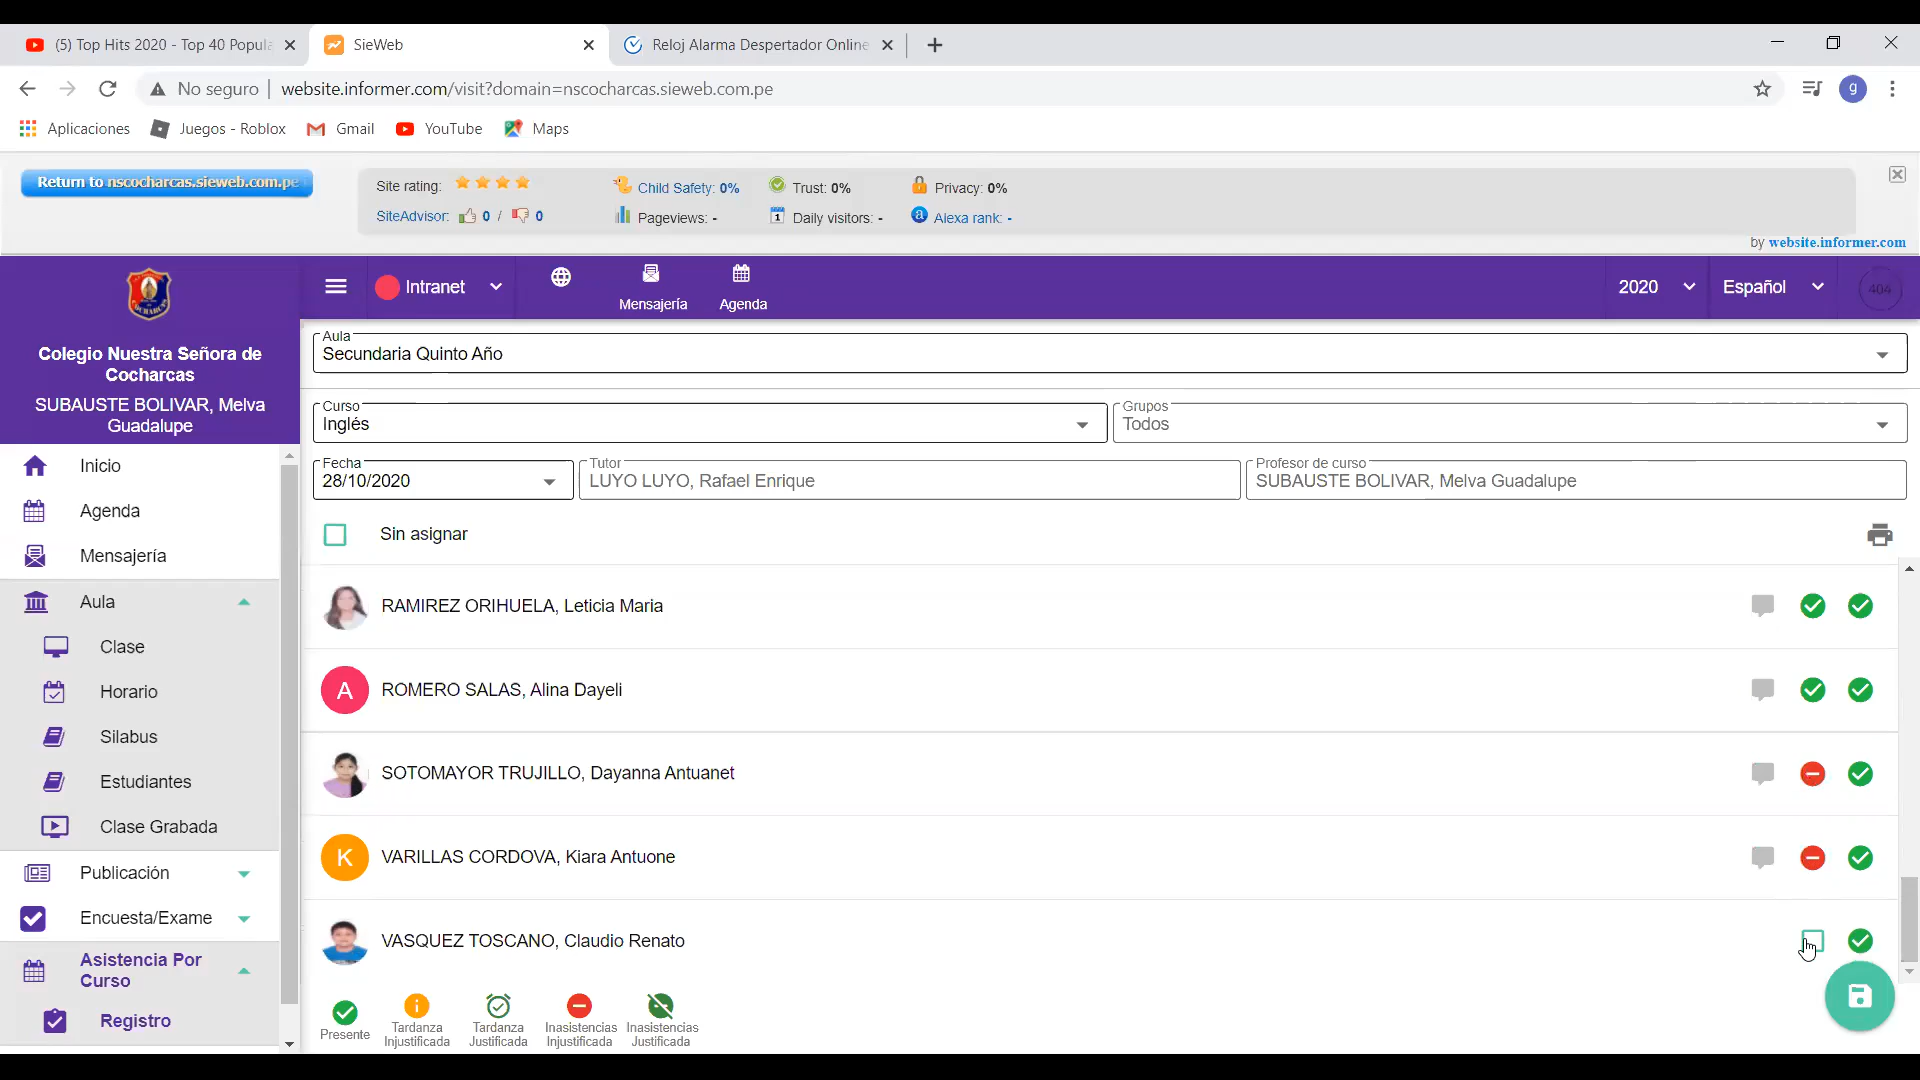 (5) Top Hits 2020 - Top 40 Popula
SieWeb
Reloj Alarma Despertador Online
No seguro | website.informer.com/visit?domain=nscocharcas.sieweb.com.pe
g
Aplicaciones
Juegos - Roblox
Gmail
YouTube
Maps
Return to nscocharcas.sieweb.com.pe
Site rating:
Child Safety: 0%
Trust: 0%
Privacy: 0%
SiteAdvisor: 0 / 0
Pageviews: -
Daily visitors: -
Alexa rank: -
by website.informer.com
Intranet
Mensajería
Agenda
2020
Español
404
Colegio Nuestra Señora de
Cocharcas
SUBAUSTE BOLIVAR, Melva
Guadalupe
Inicio
Agenda
Mensajería
Aula
Clase
Horario
Silabus
Estudiantes
Clase Grabada
Publicación
Encuesta/Exame
Asistencia Por
Curso
Registro
Aula
Secundaria Quinto Año
Curso
Inglés
Grupos
Todos
Fecha
28/10/2020
Tutor
LUYO LUYO, Rafael Enrique
Profesor de curso
SUBAUSTE BOLIVAR, Melva Guadalupe
Sin asignar
RAMIREZ ORIHUELA, Leticia Maria
A
ROMERO SALAS, Alina Dayeli
SOTOMAYOR TRUJILLO, Dayanna Antuanet
K
VARILLAS CORDOVA, Kiara Antuone
VASQUEZ TOSCANO, Claudio Renato
Presente
Tardanza
Injustificada
Tardanza
Justificada
Inasistencias
Injustificada
Inasistencias
Justificada